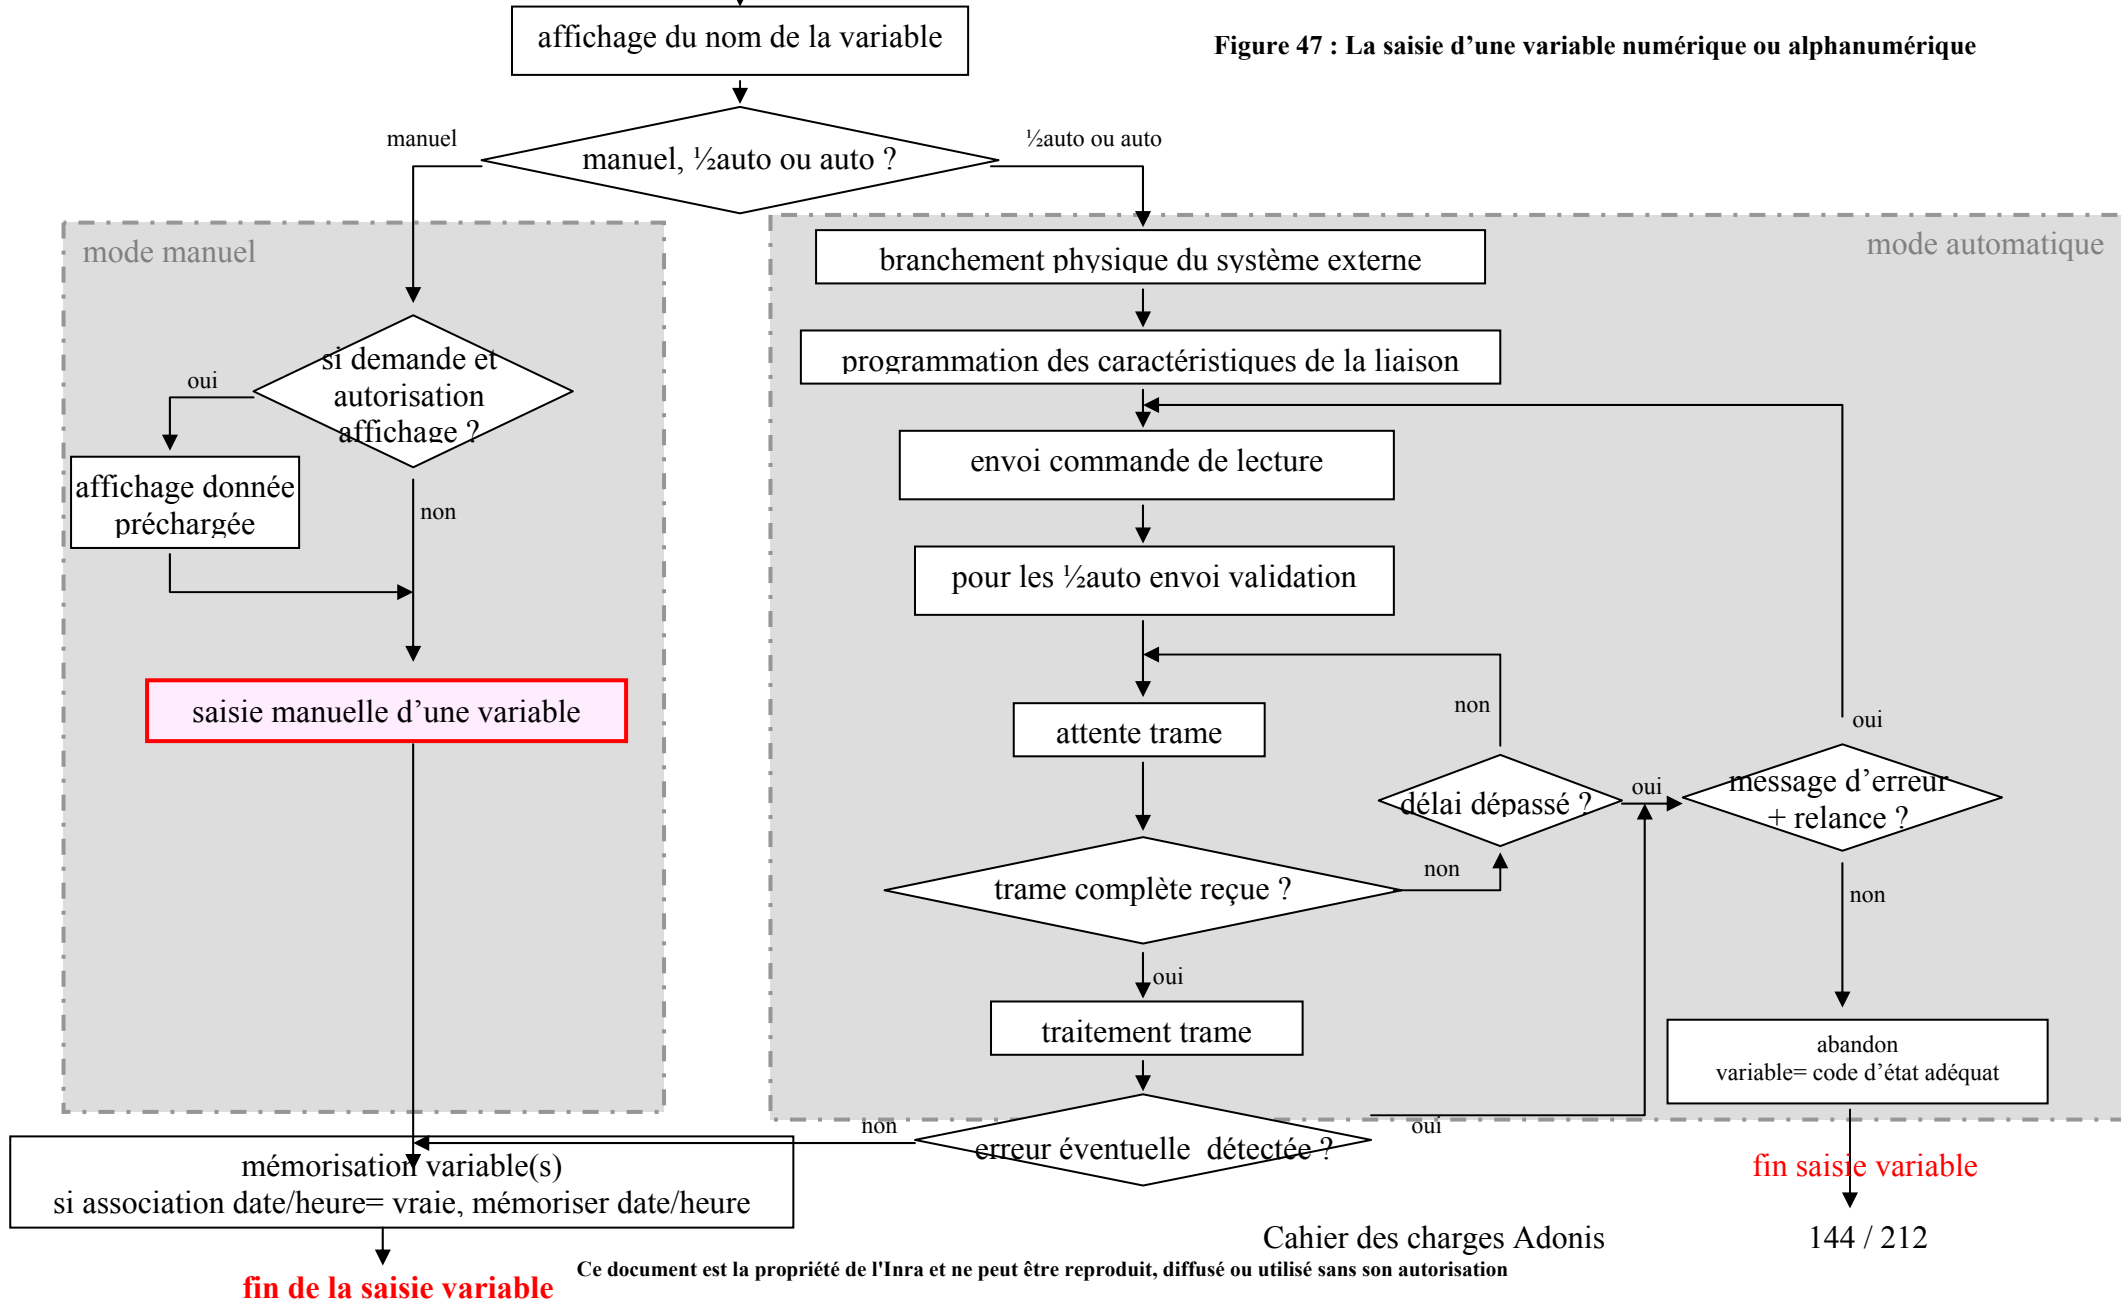 affichage du nom de la variable
Figure 47 : La saisie d'une variable numérique ou alphanumérique
manuel
manuel, ½auto ou auto ?
½auto ou auto
mode manuel
si demande et
autorisation
affichage ?
oui
affichage donnée
préchargée
non
saisie manuelle d'une variable
mode automatique
branchement physique du système externe
programmation des caractéristiques de la liaison
envoi commande de lecture
pour les ½auto envoi validation
attente trame
non
délai dépassé ?
oui
message d'erreur
+ relance ?
oui
trame complète reçue ?
non
non
oui
traitement trame
abandon
variable= code d'état adéquat
non
erreur éventuelle  détectée ?
oui
mémorisation variable(s)
si association date/heure= vraie, mémoriser date/heure
fin saisie variable
Cahier des charges Adonis
144 / 212
fin de la saisie variable
Ce document est la propriété de l'Inra et ne peut être reproduit, diffusé ou utilisé sans son autorisation